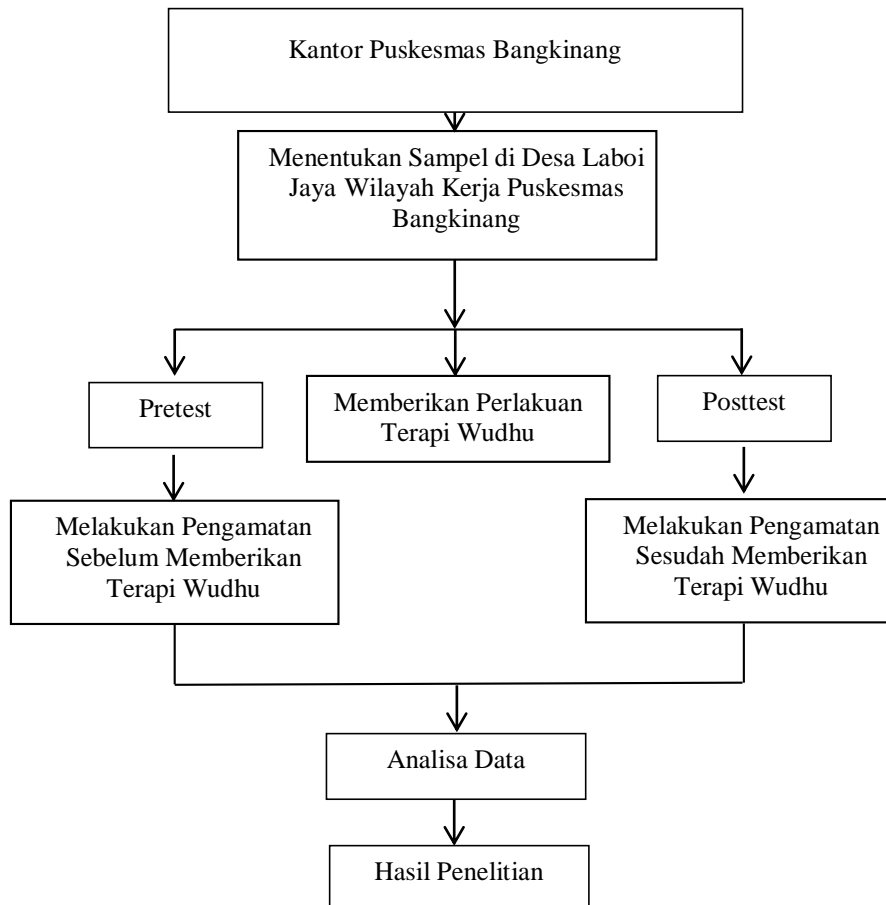 Kantor Puskesmas Bangkinang
Menentukan Sampel di Desa Laboi
Jaya Wilayah Kerja Puskesmas
Bangkinang
Pretest
Memberikan Perlakuan
Terapi Wudhu
Posttest
Melakukan Pengamatan
Sebelum Memberikan
Terapi Wudhu
Melakukan Pengamatan
Sesudah Memberikan
Terapi Wudhu
Analisa Data
Hasil Penelitian